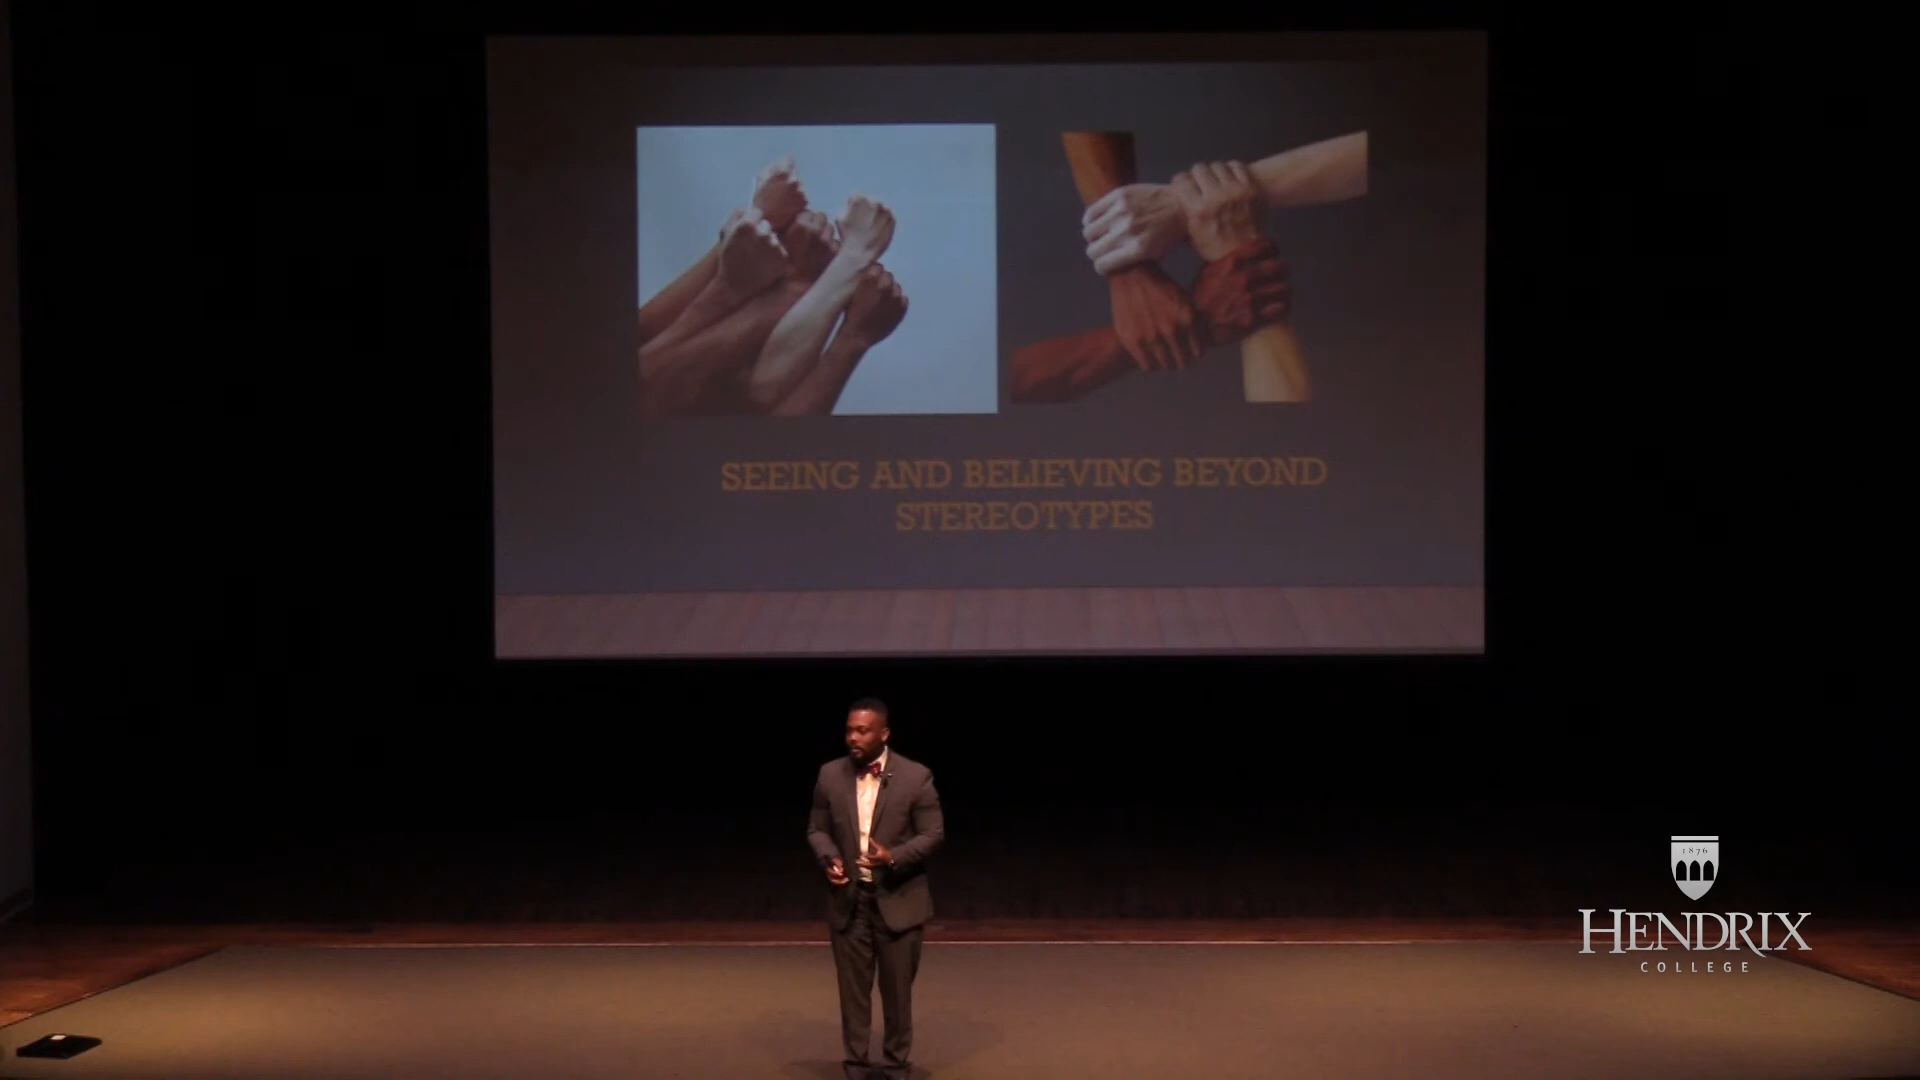 SEEING AND BELIEVING BEYOND
STEREOTYPES
1876
HENDRIX
COLLEGE